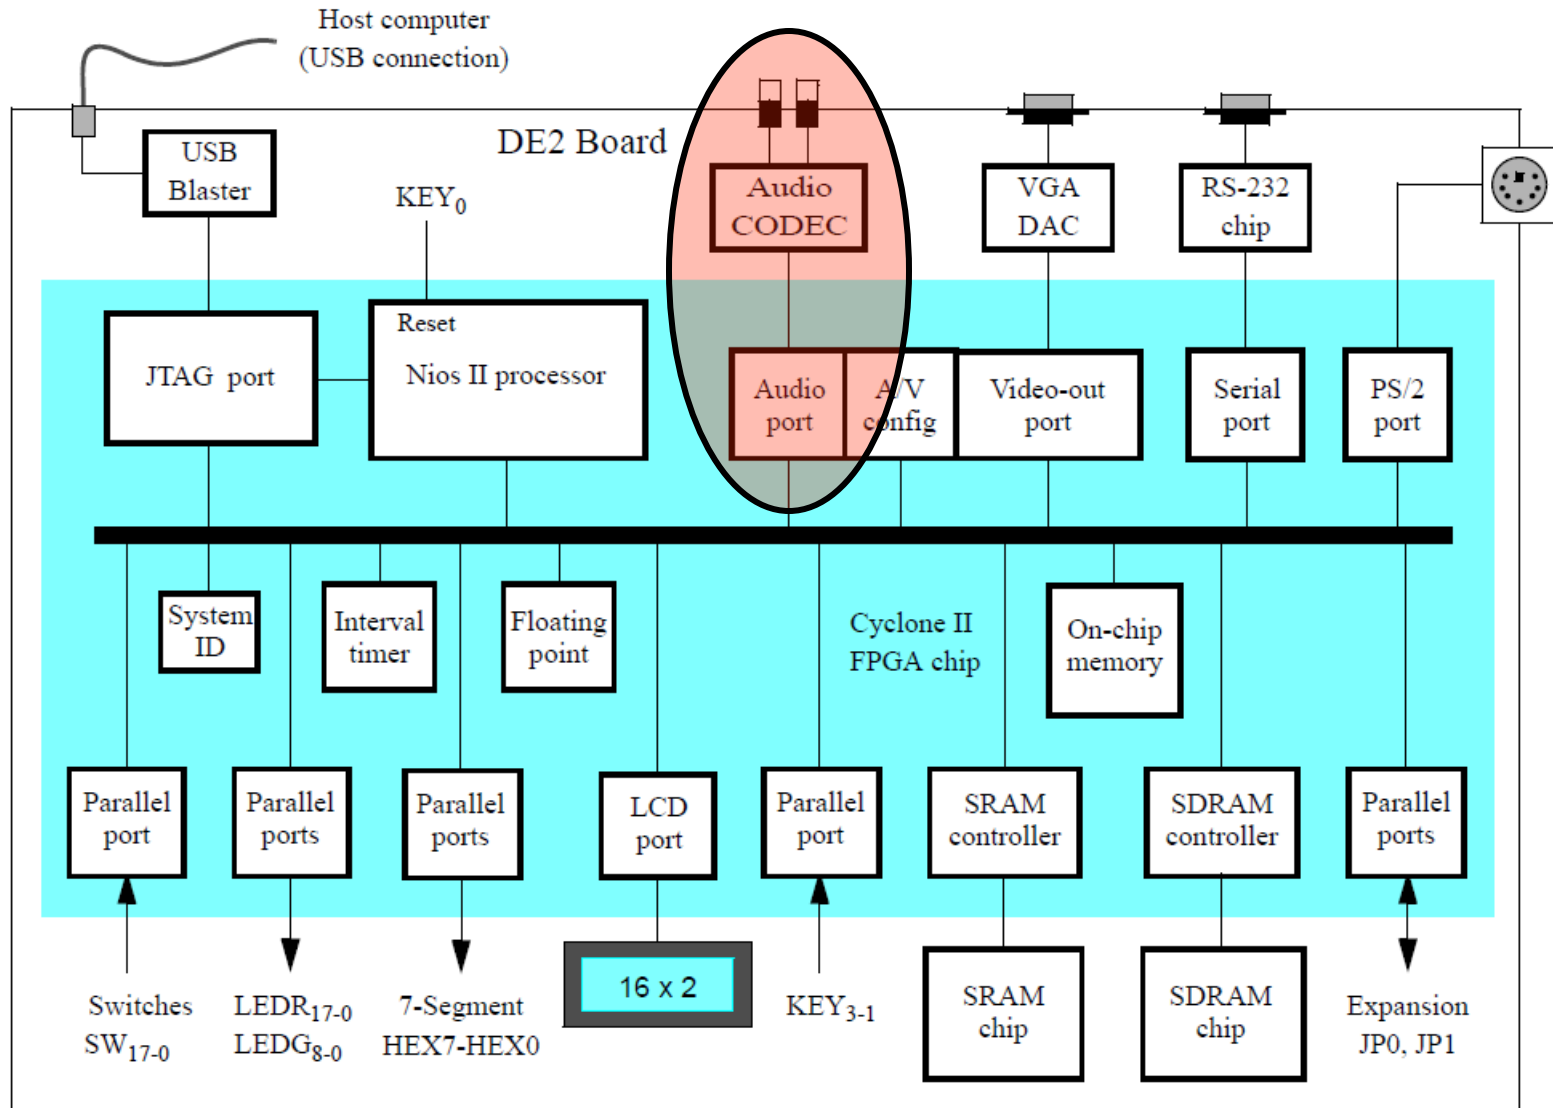 Host computer
(USB connection)
DE2 Board
USB
Blaster
KEY0
Audio
CODEC
VGA
DAC
RS-232
chip
Reset
JTAG port
Nios II processor
Audio
port
A/V
config
Video-out
port
Serial
port
PS/2
port
System
ID
Interval
timer
Floating
point
Cyclone II
FPGA chip
On-chip
memory
Parallel
port
Parallel
ports
Parallel
ports
LCD
port
Parallel
port
SRAM
controller
SDRAM
controller
Parallel
ports
Switches
SW17-0
LEDR17-0
LEDG8-0
7-Segment
HEX7-HEX0
16 x 2
KEY3-1
SRAM
chip
SDRAM
chip
Expansion
JP0, JP1